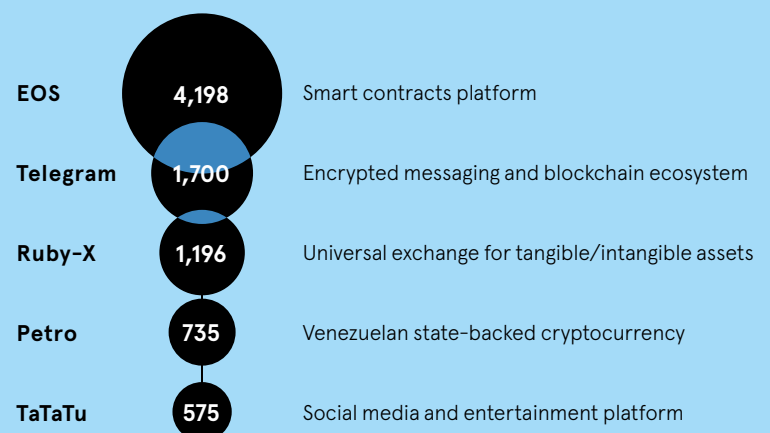 EOS 4,198 Smart contracts platform
Telegram 1,700 Encrypted messaging and blockchain ecosystem
Ruby-X 1,196 Universal exchange for tangible/intangible assets
Petro 735 Venezuelan state-backed cryptocurrency
TaTaTu 575 Social media and entertainment platform